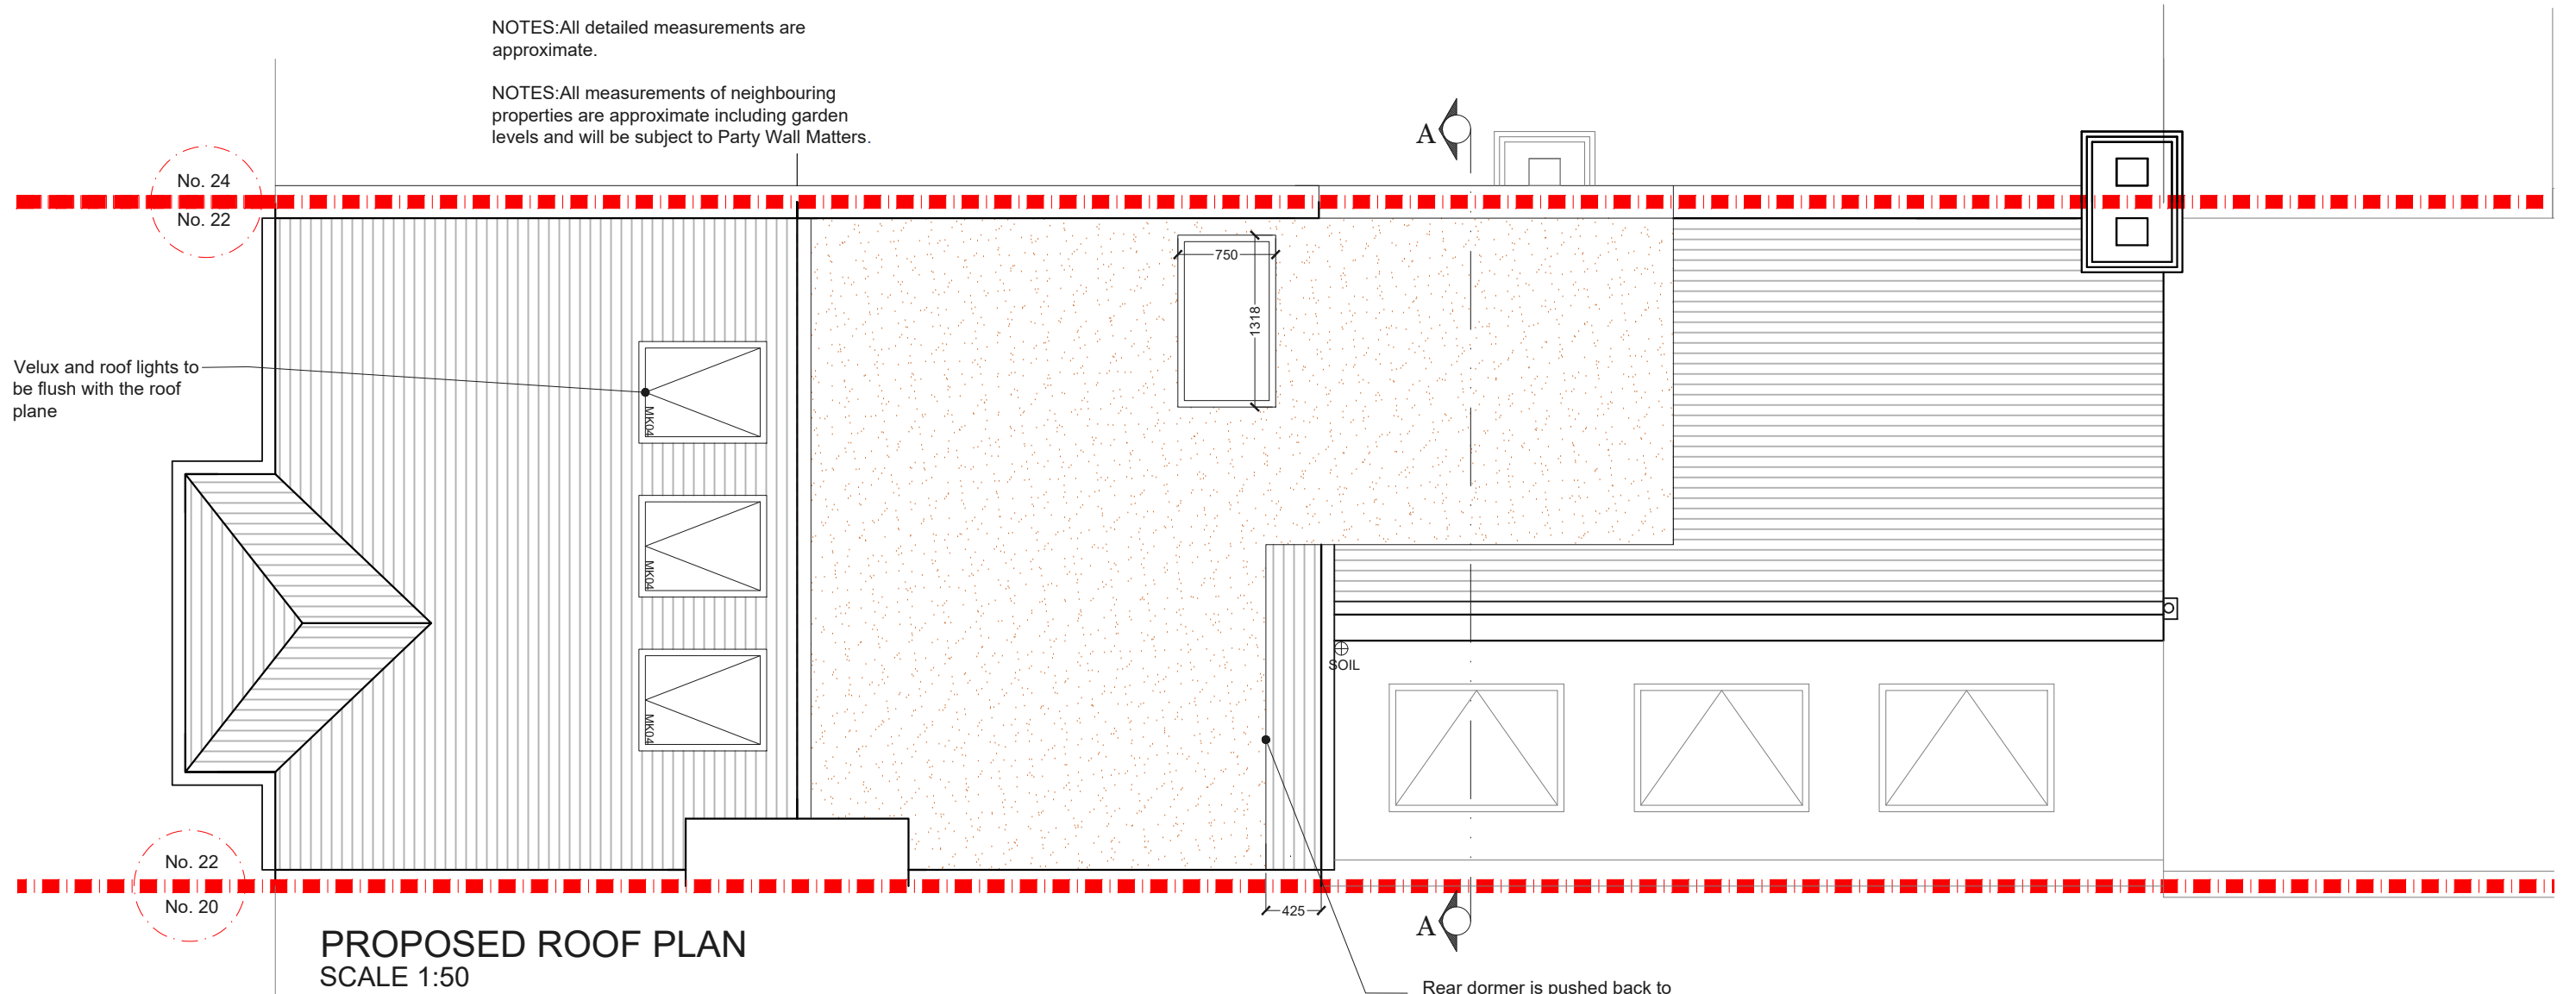 NOTES:All detailed measurements are
approximate.
NOTES:All measurements of neighbouring
properties are approximate including garden
levels and will be subject to Party Wall Matters.
A
No. 24
No. 22
750
1318
Velux and roof lights to
be flush with the roof
plane
MK04
MK04
MK04
SOIL
No. 22
No. 20
425
A
PROPOSED ROOF PLAN
SCALE 1:50
Rear dormer is pushed back to